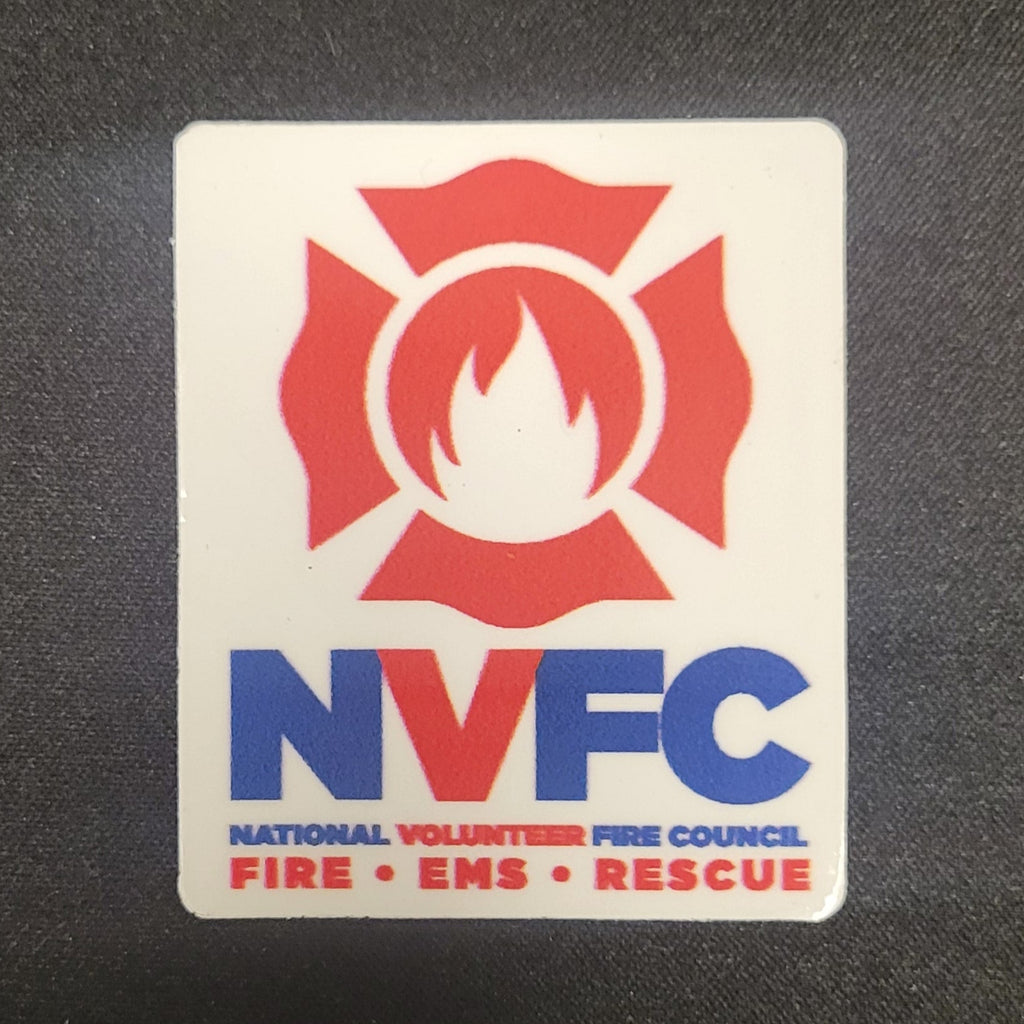 NVFC
NATIONAL VOLUNTEER FIRE COUNCIL
FIRE • EMS • RESCUE